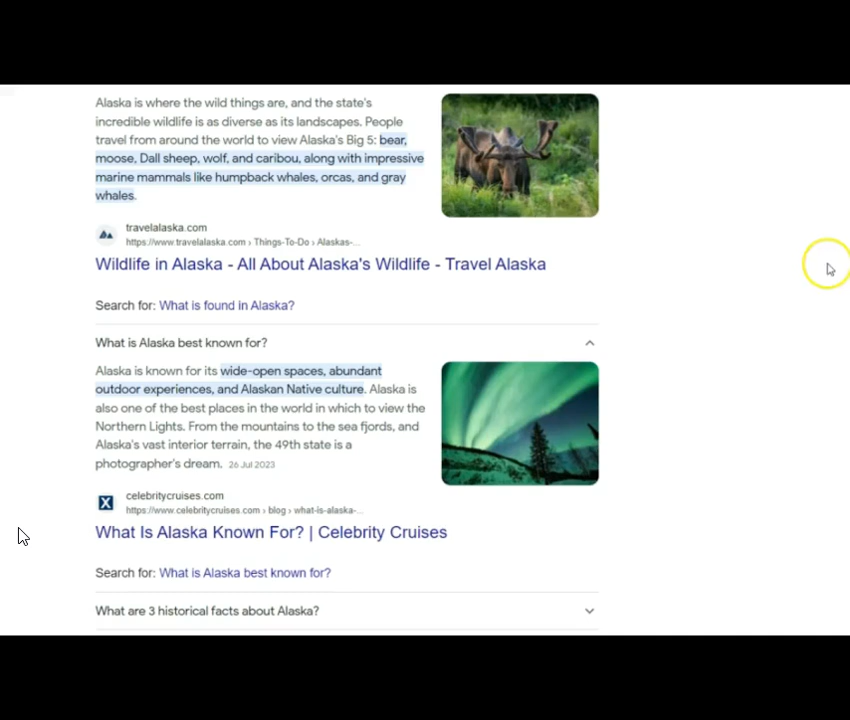 Alaska is where the wild things are, and the state's
incredible wildlife is as diverse as its landscapes. People
travel from around the world to view Alaska's Big 5: bear,
moose, Dall sheep, wolf, and caribou, along with impressive
marine mammals like humpback whales, orcas, and gray
whales.
travelalaska.com
https://www.travelalaska.com › Things-To-Do › Alaskas-...
Wildlife in Alaska - All About Alaska's Wildlife - Travel Alaska
Search for: What is found in Alaska?
What is Alaska best known for?
Alaska is known for its wide-open spaces, abundant
outdoor experiences, and Alaskan Native culture. Alaska is
also one of the best places in the world in which to view the
Northern Lights. From the mountains to the sea fjords, and
Alaska's vast interior terrain, the 49th state is a
photographer's dream. 26 Jul 2023
celebritycruises.com
https://www.celebritycruises.com › blog › what-is-alaska-...
What Is Alaska Known For? | Celebrity Cruises
Search for: What is Alaska best known for?
What are 3 historical facts about Alaska?